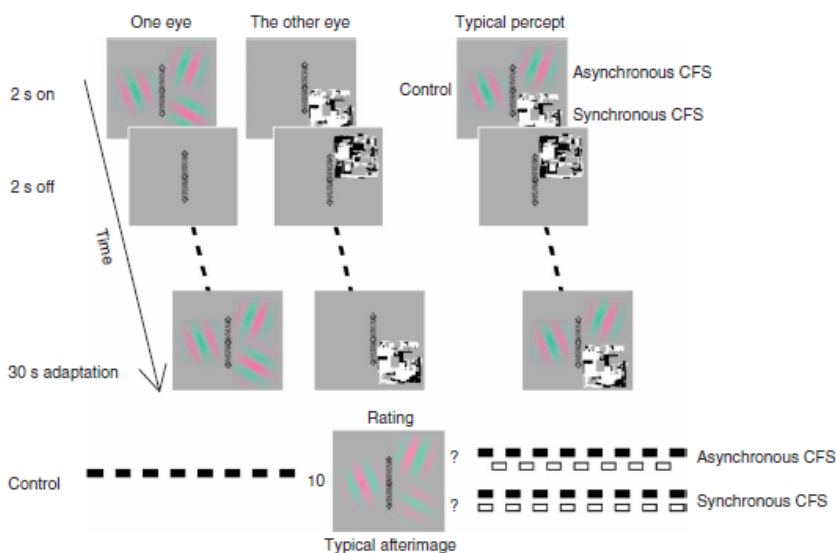 One eye The other eye Typical percept
2 s on Control Asynchronous CFS
Synchronous CFS
2 s off
Time
30 s adaptation
Rating
Control 10 ? Asynchronous CFS
? Synchronous CFS
Typical afterimage